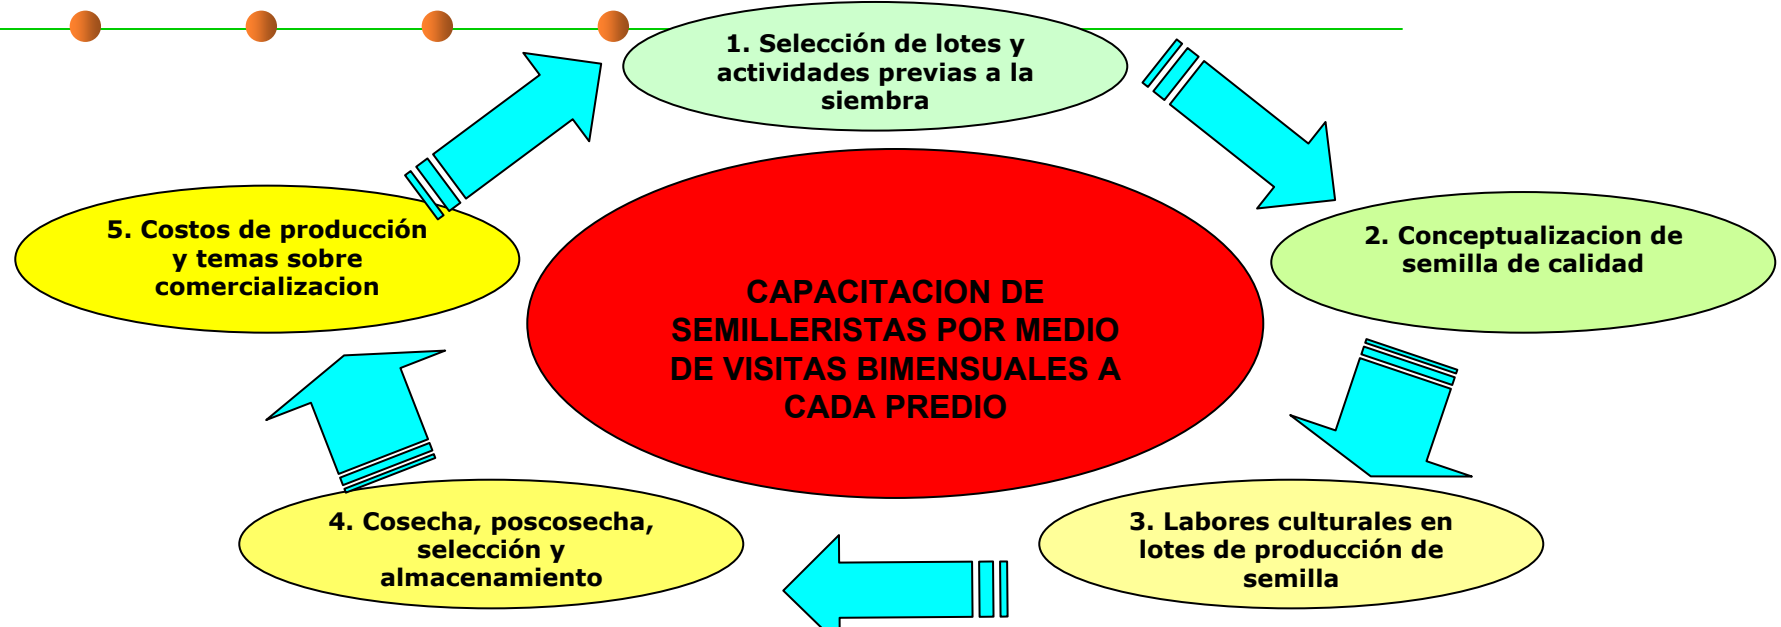 1. Selección de lotes y
actividades previas a la
siembra
5. Costos de producción
y temas sobre
comercializacion
2. Conceptualizacion de
semilla de calidad
CAPACITACION DE
SEMILLERISTAS POR MEDIO
DE VISITAS BIMENSUALES A
CADA PREDIO
4. Cosecha, poscosecha,
selección y
almacenamiento
3. Labores culturales en
lotes de producción de
semilla